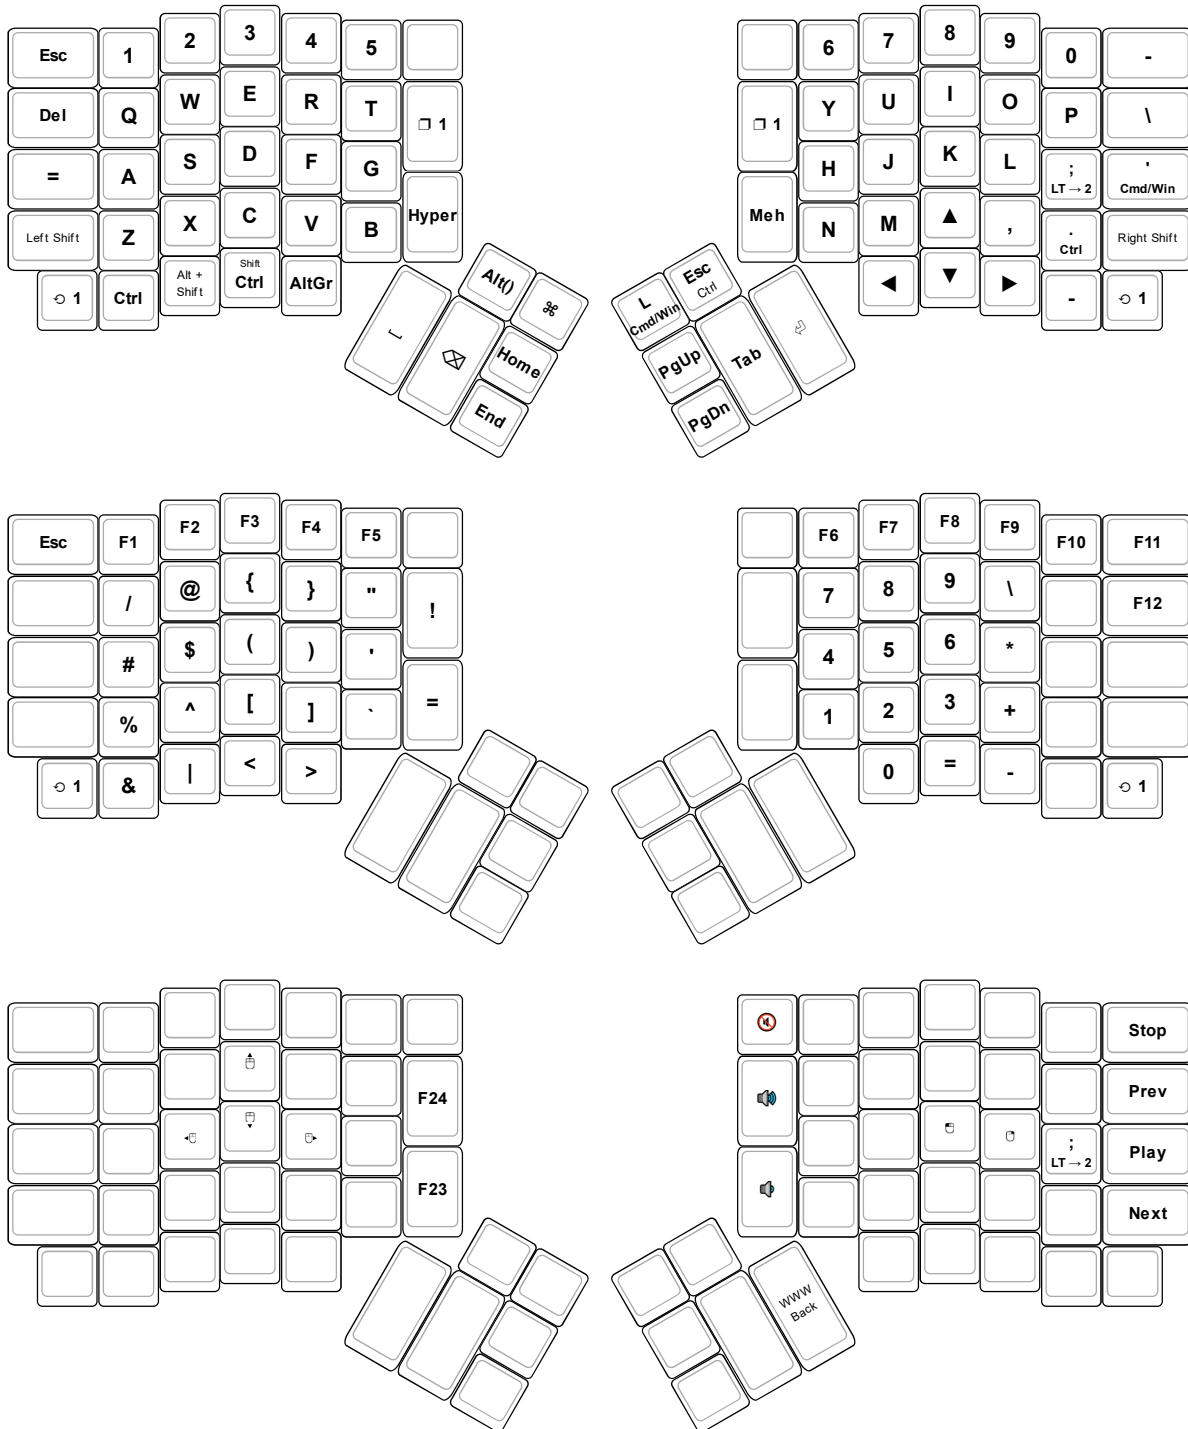 Esc 1 2 3 4 5
6 7 8 9 0 -
Del Q W E R T ❐ 1
❐ 1 Y U I O P \
= A S D F G
H J K L ; LT → 2 ' Cmd/Win
Left Shift Z X C V B Hyper
Meh N M ▲ , . Ctrl Right Shift
⟲ 1 Ctrl Alt + Shift Shift Ctrl AltGr
◀ ▼ ▶ - ⟲ 1
Alt() ⌘
⎵ ⌫ Home
End
L Cmd/Win Esc Ctrl
PgUp Tab ⏎
PgDn
Esc F1 F2 F3 F4 F5
F6 F7 F8 F9 F10 F11
/ @ { } " !
7 8 9 \ F12
# $ ( ) '
4 5 6 *
% ^ [ ] ` =
1 2 3 +
⟲ 1 & | < >
0 = - ⟲ 1
Stop
F24
Prev
; LT → 2 Play
F23
Next
WWW
Back